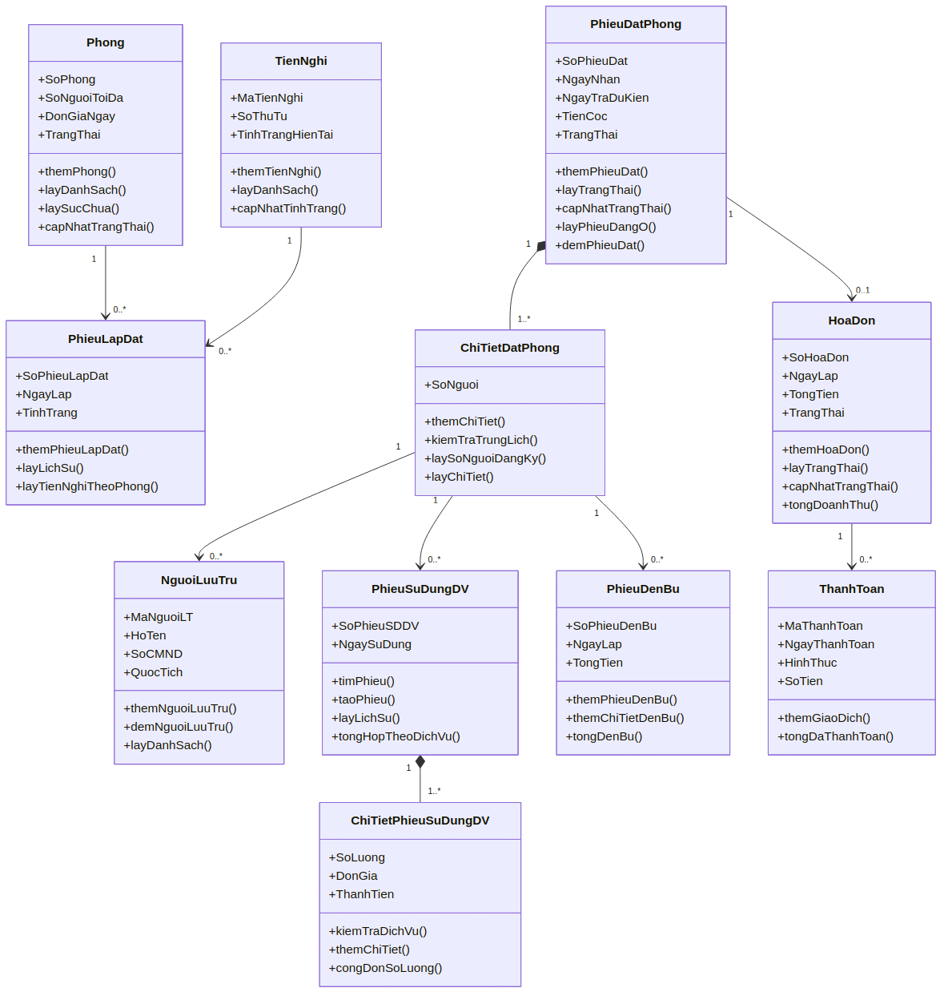 Phong
+SoPhong
+SoNguoiToiDa
+DonGiaNgay
+TrangThai
+themPhong()
+layDanhSach()
+laySucChua()
+capNhatTrangThai()
TienNghi
+MaTienNghi
+SoThuTu
+TinhTrangHienTai
+themTienNghi()
+layDanhSach()
+capNhatTinhTrang()
PhieuDatPhong
+SoPhieuDat
+NgayNhan
+NgayTraDuKien
+TienCoc
+TrangThai
+themPhieuDat()
+layTrangThai()
+capNhatTrangThai()
+layPhieuDangO()
+demPhieuDat()
1
0..*
1
0..*
1
1..*
1
0..1
PhieuLapDat
+SoPhieuLapDat
+NgayLap
+TinhTrang
+themPhieuLapDat()
+layLichSu()
+layTienNghiTheoPhong()
ChiTietDatPhong
+SoNguoi
+themChiTiet()
+kiemTraTrungLich()
+laySoNguoiDangKy()
+layChiTiet()
HoaDon
+SoHoaDon
+NgayLap
+TongTien
+TrangThai
+themHoaDon()
+layTrangThai()
+capNhatTrangThai()
+tongDoanhThu()
1
0..*
1
0..*
1
0..*
1
0..*
NguoiLuuTru
+MaNguoiLT
+HoTen
+SoCMND
+QuocTich
+themNguoiLuuTru()
+demNguoiLuuTru()
+layDanhSach()
PhieuSuDungDV
+SoPhieuSDDV
+NgaySuDung
+timPhieu()
+taoPhieu()
+layLichSu()
+tongHopTheoDichVu()
PhieuDenBu
+SoPhieuDenBu
+NgayLap
+TongTien
+themPhieuDenBu()
+themChiTietDenBu()
+tongDenBu()
ThanhToan
+MaThanhToan
+NgayThanhToan
+HinhThuc
+SoTien
+themGiaoDich()
+tongDaThanhToan()
1
1..*
ChiTietPhieuSuDungDV
+SoLuong
+DonGia
+ThanhTien
+kiemTraDichVu()
+themChiTiet()
+congDonSoLuong()